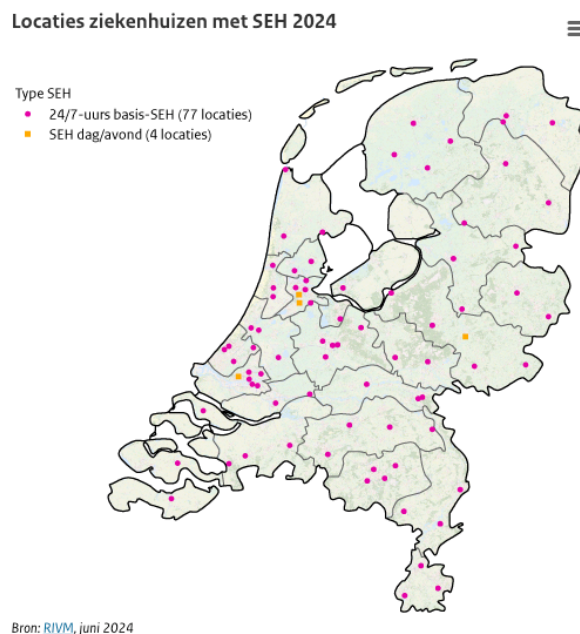 Locaties ziekenhuizen met SEH 2024
Type SEH
24/7-uurs basis-SEH (77 locaties)
SEH dag/avond (4 locaties)
Bron: RIVM, juni 2024